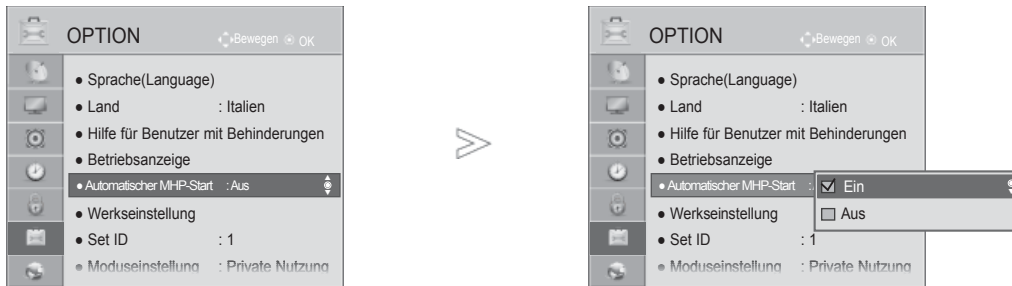 OPTION Bewegen OK
● Sprache(Language)
● Land : Italien
● Hilfe für Benutzer mit Behinderungen
● Betriebsanzeige
● Automatischer MHP-Start : Aus
● Werkseinstellung
● Set ID : 1
● Moduseinstellung : Private Nutzung
OPTION Bewegen OK
● Sprache(Language)
● Land : Italien
● Hilfe für Benutzer mit Behinderungen
● Betriebsanzeige
● Automatischer MHP-Start :
Ein
Aus
● Werkseinstellung
● Set ID : 1
● Moduseinstellung : Private Nutzung